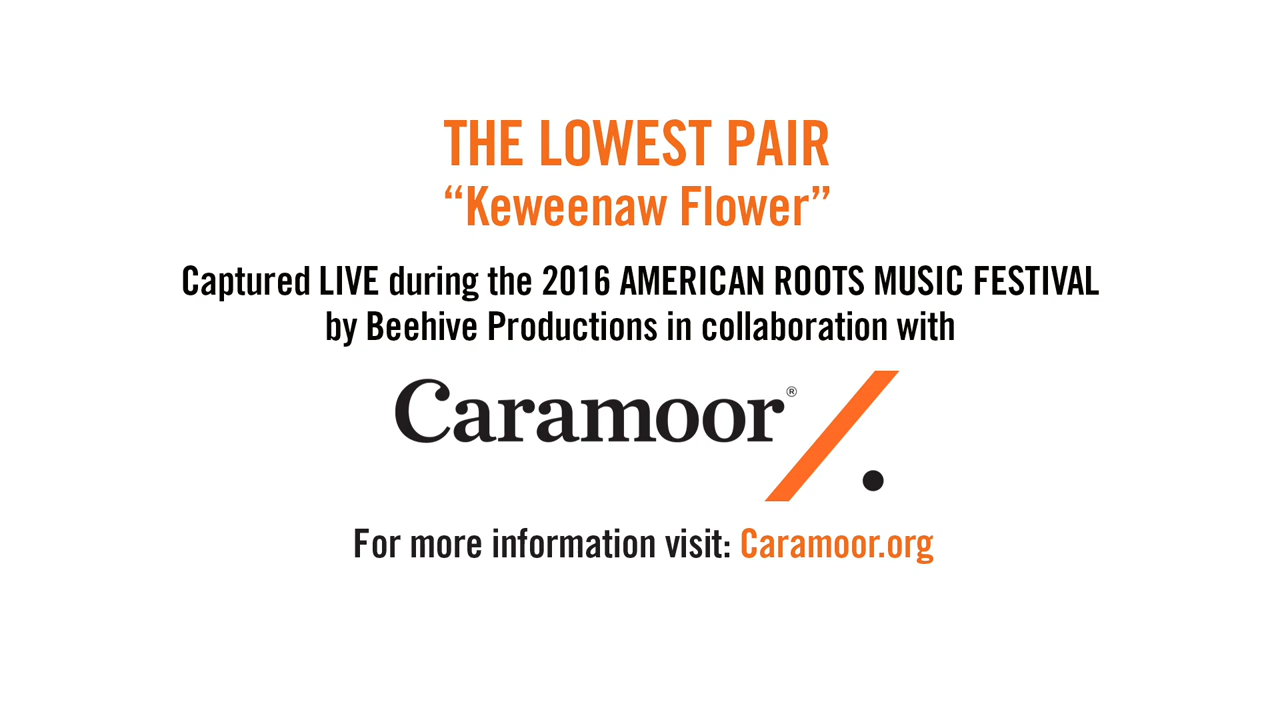 THE LOWEST PAIR
“Keweenaw Flower”
Captured LIVE during the 2016 AMERICAN ROOTS MUSIC FESTIVAL
by Beehive Productions in collaboration with
Caramoor®
For more information visit: Caramoor.org